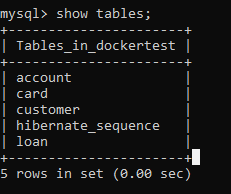 mysql> show tables;
+------------------------+
| Tables_in_dockertest |
+------------------------+
| account |
| card |
| customer |
| hibernate_sequence |
| loan |
+------------------------+
5 rows in set (0.00 sec)